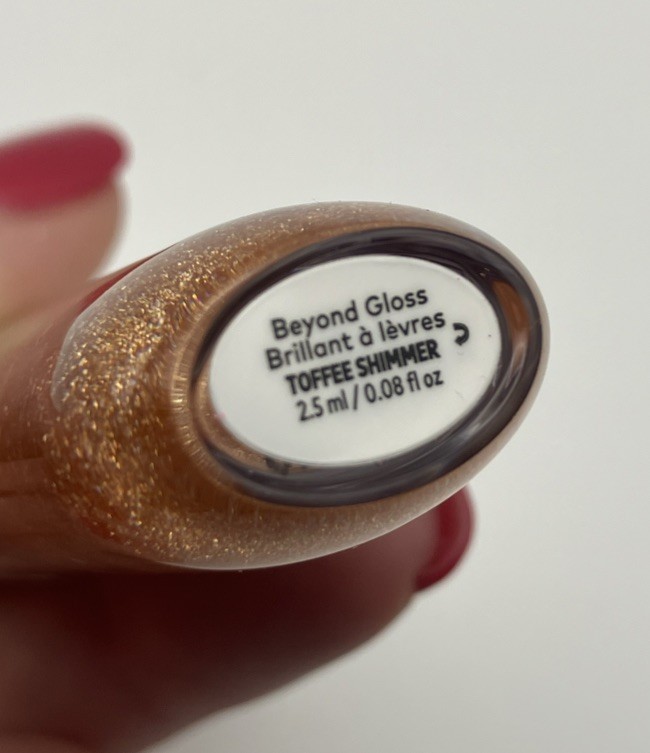 Beyond Gloss
Brillant à lèvres
TOFFEE SHIMMER
2.5 ml / 0.08 fl oz